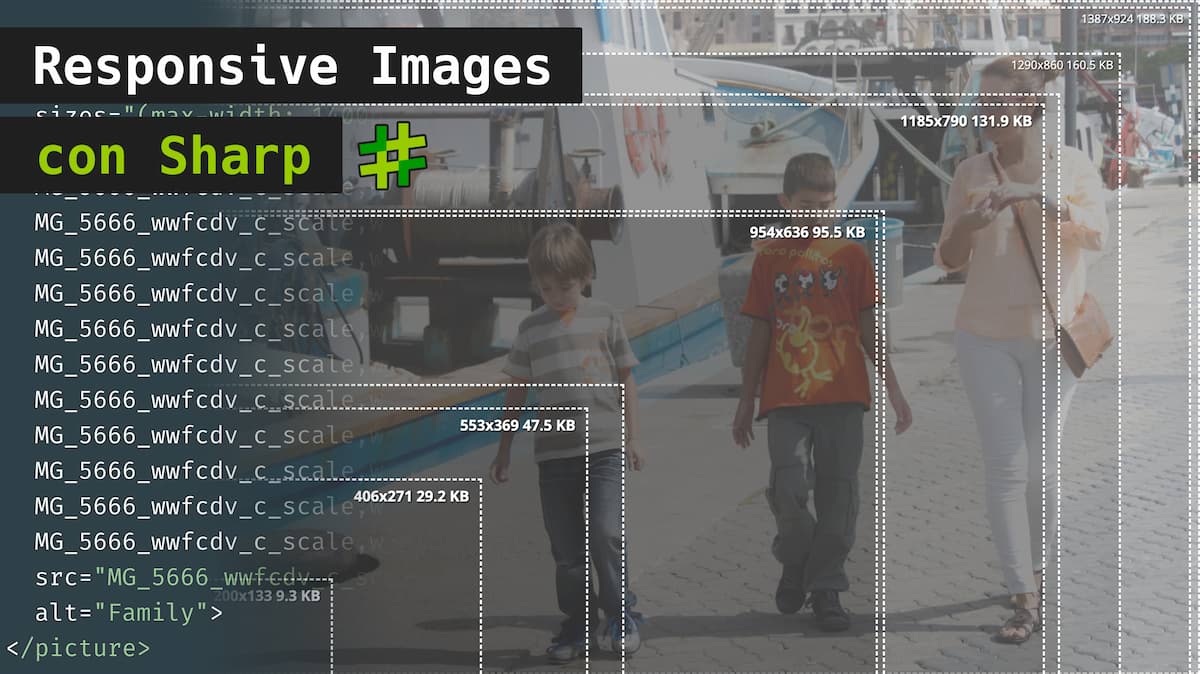 Responsive Images
con Sharp
sizes="(max-width: 1400
MG_5666_wwfcdv_c_scale,w
MG_5666_wwfcdv_c_scale,w
MG_5666_wwfcdv_c_scale,w
MG_5666_wwfcdv_c_scale,w
MG_5666_wwfcdv_c_scale,w
MG_5666_wwfcdv_c_scale,w
MG_5666_wwfcdv_c_scale,w
MG_5666_wwfcdv_c_scale,w
MG_5666_wwfcdv_c_scale,w
MG_5666_wwfcdv_c_scale,w
src="MG_5666_wwfcdv_c_s
alt="Family">
</picture>
1387x924 188.3 KB
1290x860 160.5 KB
1185x790 131.9 KB
954x636 95.5 KB
553x369 47.5 KB
406x271 29.2 KB
200x133 9.3 KB